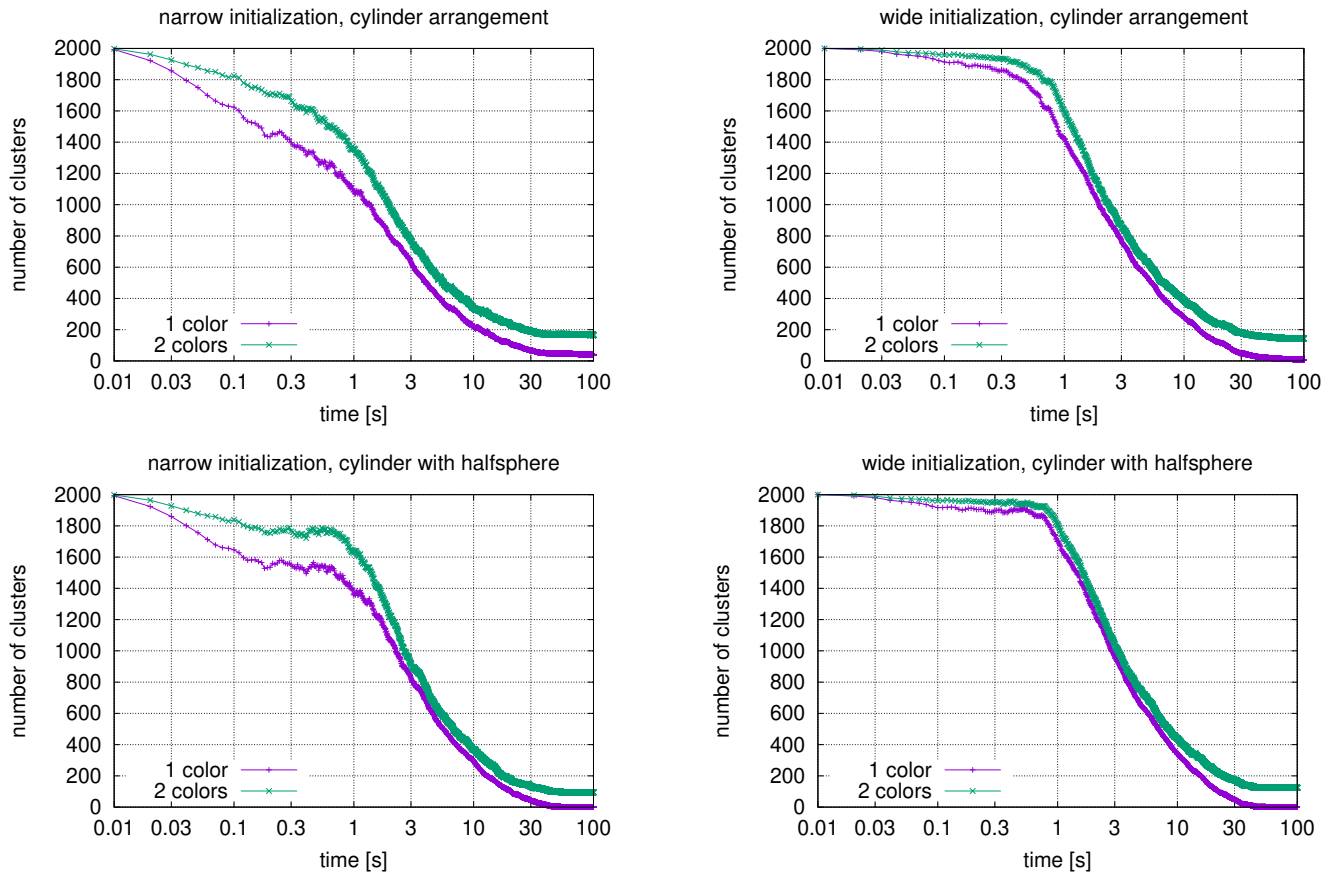 narrow initialization, cylinder arrangement
2000
1800
1600
1400
1200
1000
800
600
400
200
0
number of clusters
1 color
2 colors
0.01 0.03 0.1 0.3 1 3 10 30 100
time [s]
wide initialization, cylinder arrangement
2000
1800
1600
1400
1200
1000
800
600
400
200
0
number of clusters
1 color
2 colors
0.01 0.03 0.1 0.3 1 3 10 30 100
time [s]
narrow initialization, cylinder with halfsphere
2000
1800
1600
1400
1200
1000
800
600
400
200
0
number of clusters
1 color
2 colors
0.01 0.03 0.1 0.3 1 3 10 30 100
time [s]
wide initialization, cylinder with halfsphere
2000
1800
1600
1400
1200
1000
800
600
400
200
0
number of clusters
1 color
2 colors
0.01 0.03 0.1 0.3 1 3 10 30 100
time [s]